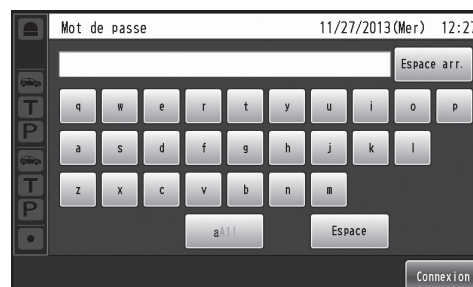 Mot de passe 11/27/2013(Mer) 12:27
Espace arr.
T q w e r t y u i o p
P
a s d f g h j k l
T z x c v b n m
P
aA1! Espace
Connexion